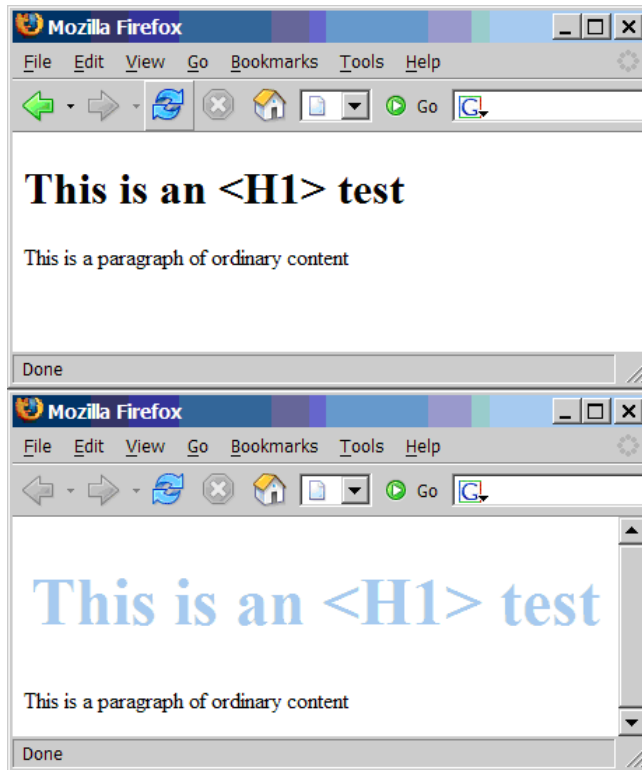 Mozilla Firefox
File Edit View Go Bookmarks Tools Help
Go G
This is an <H1> test
This is a paragraph of ordinary content
Done
Mozilla Firefox
File Edit View Go Bookmarks Tools Help
Go G
This is an <H1> test
This is a paragraph of ordinary content
Done